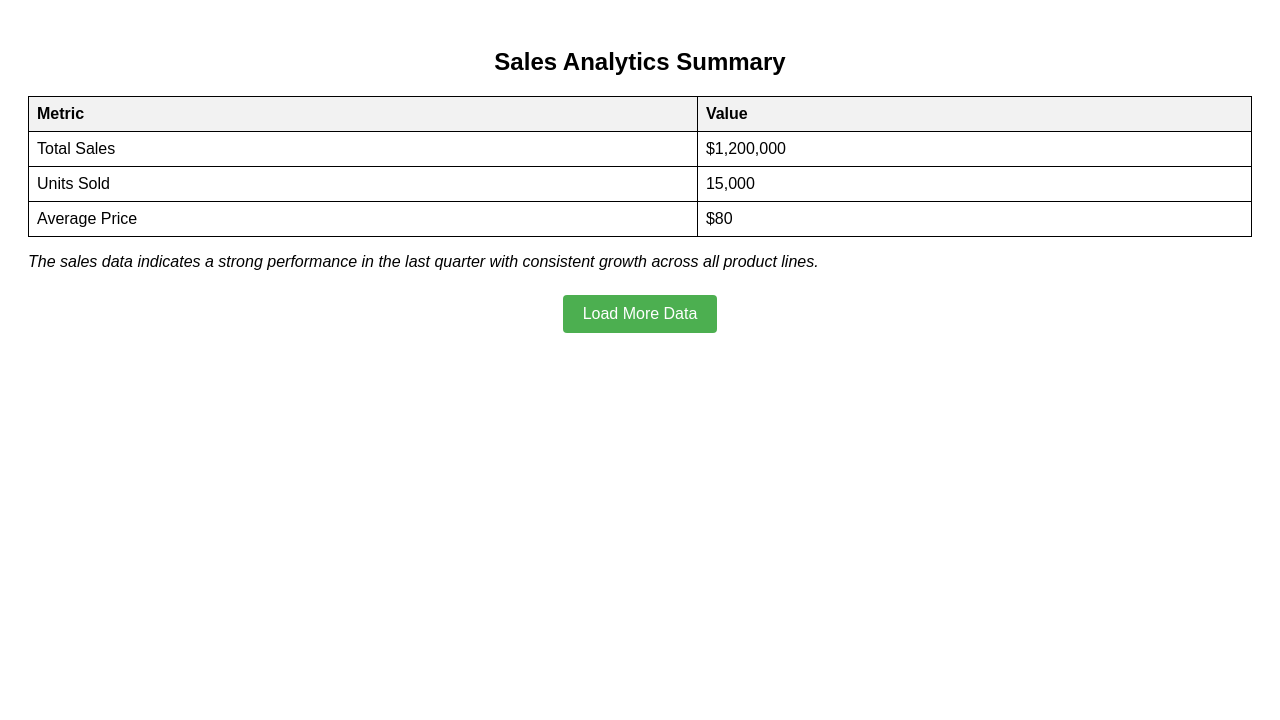 Sales Analytics Summary
Metric Value
Total Sales $1,200,000
Units Sold 15,000
Average Price $80
The sales data indicates a strong performance in the last quarter with consistent growth across all product lines.
Load More Data